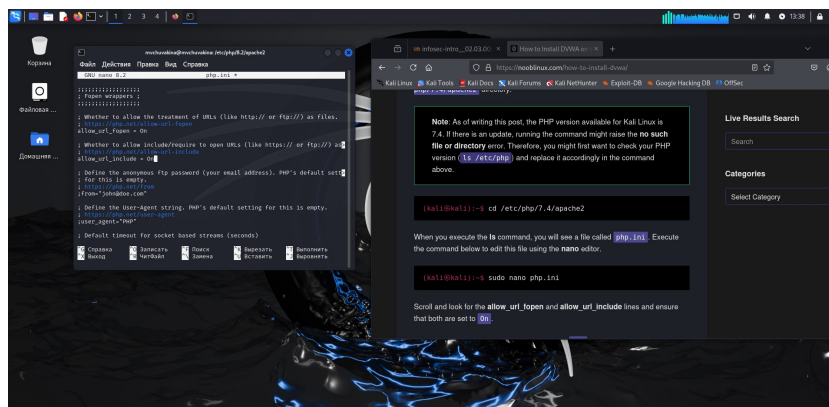 1 2 3 4
13:38
Корзина
Файловая ...
Домашняя ...
mvchuvakina@mvchuvakina: /etc/php/8.2/apache2
Файл Действия Правка Вид Справка
GNU nano 8.2 php.ini *
;;;;;;;;;;;;;;;;;;
; Fopen wrappers ;
;;;;;;;;;;;;;;;;;;
; Whether to allow the treatment of URLs (like http:// or ftp://) as files.
; https://php.net/allow-url-fopen
allow_url_fopen = On
; Whether to allow include/require to open URLs (like https:// or ftp://) as>
; https://php.net/allow-url-include
allow_url_include = On
; Define the anonymous ftp password (your email address). PHP's default sett>
; for this is empty.
; https://php.net/from
;from="john@doe.com"
; Define the User-Agent string. PHP's default setting for this is empty.
; https://php.net/user-agent
;user_agent="PHP"
; Default timeout for socket based streams (seconds)
^G Справка ^O Записать ^F Поиск ^K Вырезать ^T Выполнить
^X Выход ^R ЧитФайл ^\ Замена ^U Вставить ^J Выровнять
infosec-intro__02.03.00 ×
How to Install DVWA on ×
https://nooblinux.com/how-to-install-dvwa/
Kali Linux Kali Tools Kali Docs Kali Forums Kali NetHunter Exploit-DB Google Hacking DB OffSec
php/7.4/apache2 directory.
Note: As of writing this post, the PHP version available for Kali Linux is
7.4. If there is an update, running the command might raise the no such
file or directory error. Therefore, you might first want to check your PHP
version ( ls /etc/php ) and replace it accordingly in the command
above.
(kali㉿kali):~$ cd /etc/php/7.4/apache2
When you execute the ls command, you will see a file called php.ini . Execute
the command below to edit this file using the nano editor.
(kali㉿kali):~$ sudo nano php.ini
Scroll and look for the allow_url_fopen and allow_url_include lines and ensure
that both are set to On .
Live Results Search
Search
Categories
Select Category